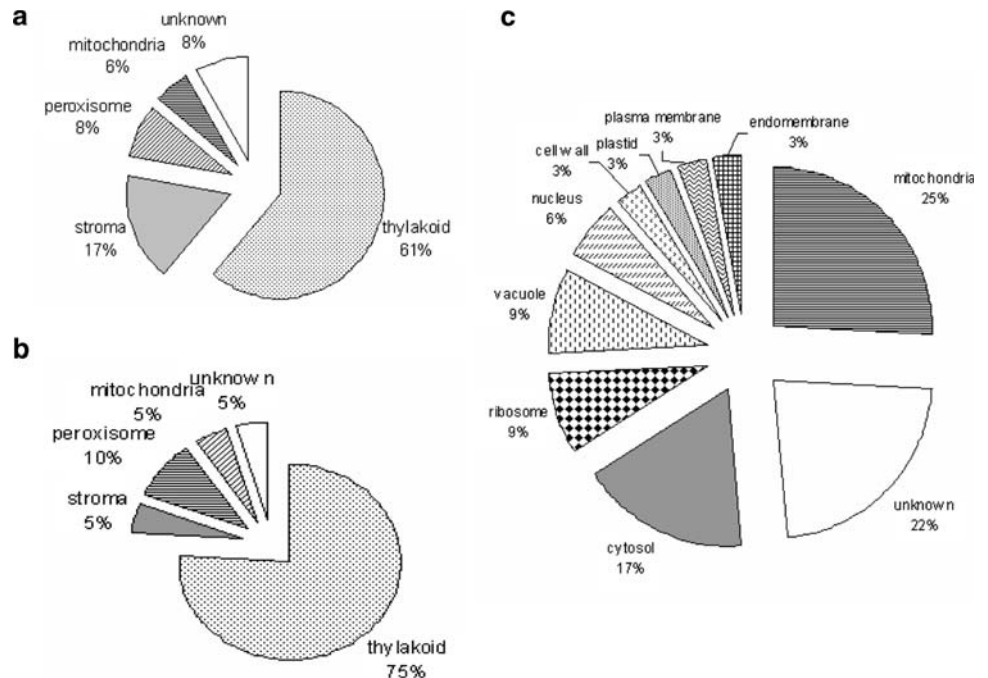 a
unknown
8%
mitochondria
6%
peroxisome
8%
stroma
17%
thylakoid
61%
b
unknow n
5%
mitochondria
5%
peroxisome
10%
stroma
5%
thylakoid
75%
c
endomembrane
3%
plasma membrane
3%
plastid
3%
cell wall
3%
nucleus
6%
vacuole
9%
ribosome
9%
cytosol
17%
unknown
22%
mitochondria
25%